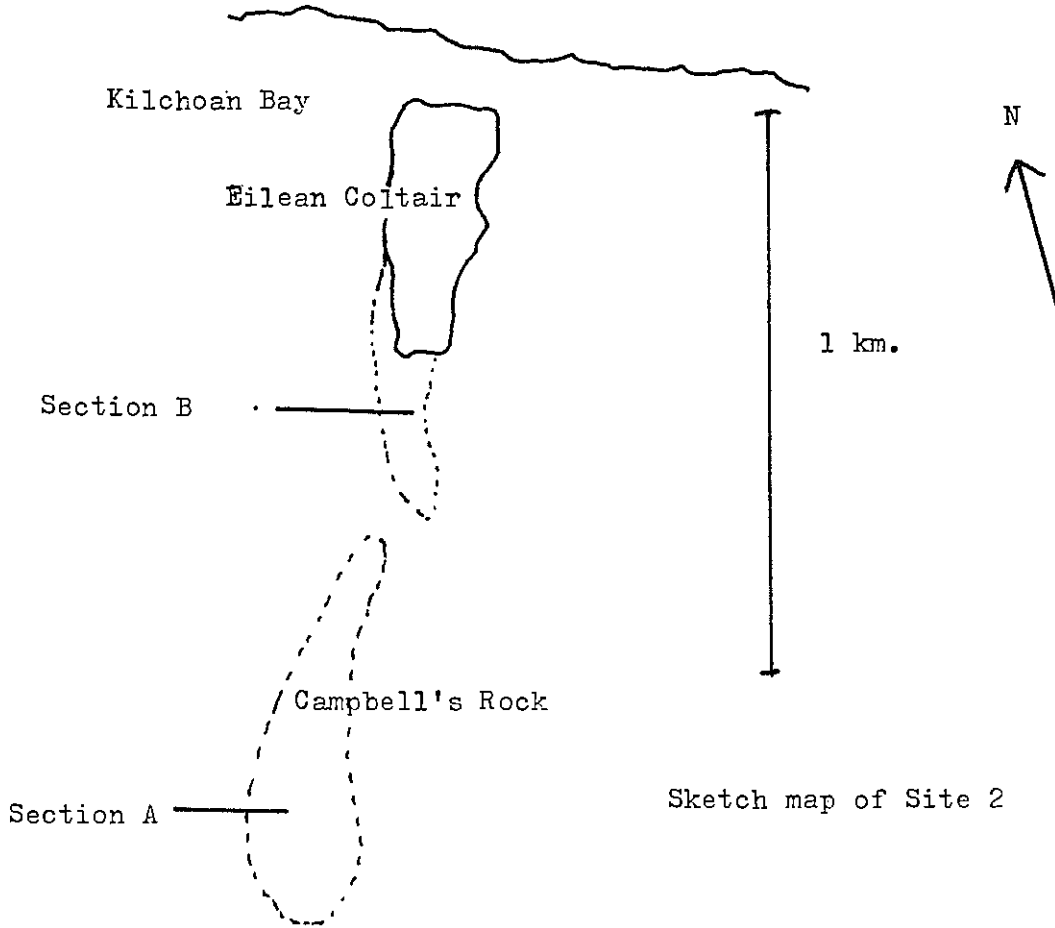 Kilchoan Bay
N
Eilean Coltair
1 km.
Section B
Campbell's Rock
Section A
Sketch map of Site 2